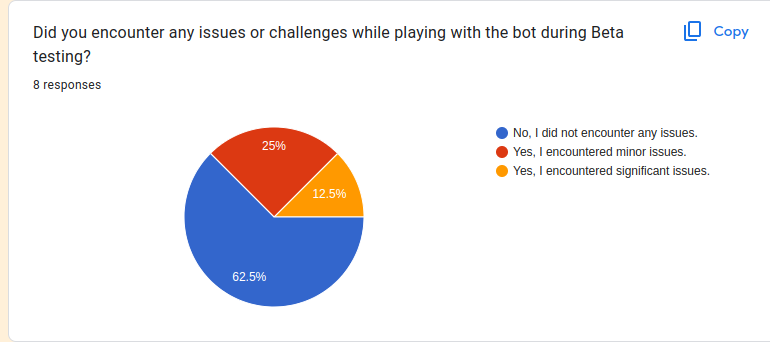 Did you encounter any issues or challenges while playing with the bot during Beta
testing?
Copy
8 responses
25%
12.5%
62.5%
No, I did not encounter any issues.
Yes, I encountered minor issues.
Yes, I encountered significant issues.